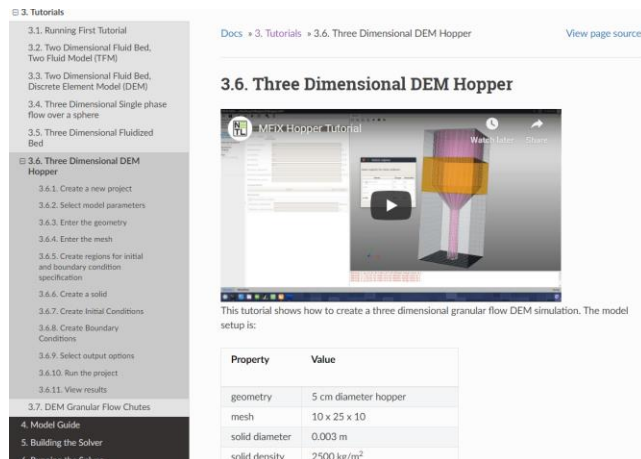 3. Tutorials
3.1. Running First Tutorial
3.2. Two Dimensional Fluid Bed,
Two Fluid Model (TFM)
3.3. Two Dimensional Fluid Bed,
Discrete Element Model (DEM)
3.4. Three Dimensional Single phase
flow over a sphere
3.5. Three Dimensional Fluidized
Bed
3.6. Three Dimensional DEM
Hopper
3.6.1. Create a new project
3.6.2. Select model parameters
3.6.3. Enter the geometry
3.6.4. Enter the mesh
3.6.5. Create regions for initial
and boundary condition
specification
3.6.6. Create a solid
3.6.7. Create Initial Conditions
3.6.8. Create Boundary
Conditions
3.6.9. Select output options
3.6.10. Run the project
3.6.11. View results
3.7. DEM Granular Flow Chutes
4. Model Guide
5. Building the Solver
6. Running the Solver
Docs » 3. Tutorials » 3.6. Three Dimensional DEM Hopper
View page source
3.6. Three Dimensional DEM Hopper
MFiX Hopper Tutorial
Watch later
Share
This tutorial shows how to create a three dimensional granular flow DEM simulation. The model
setup is:
Property Value
geometry 5 cm diameter hopper
mesh 10 x 25 x 10
solid diameter 0.003 m
solid density 2500 kg/m²